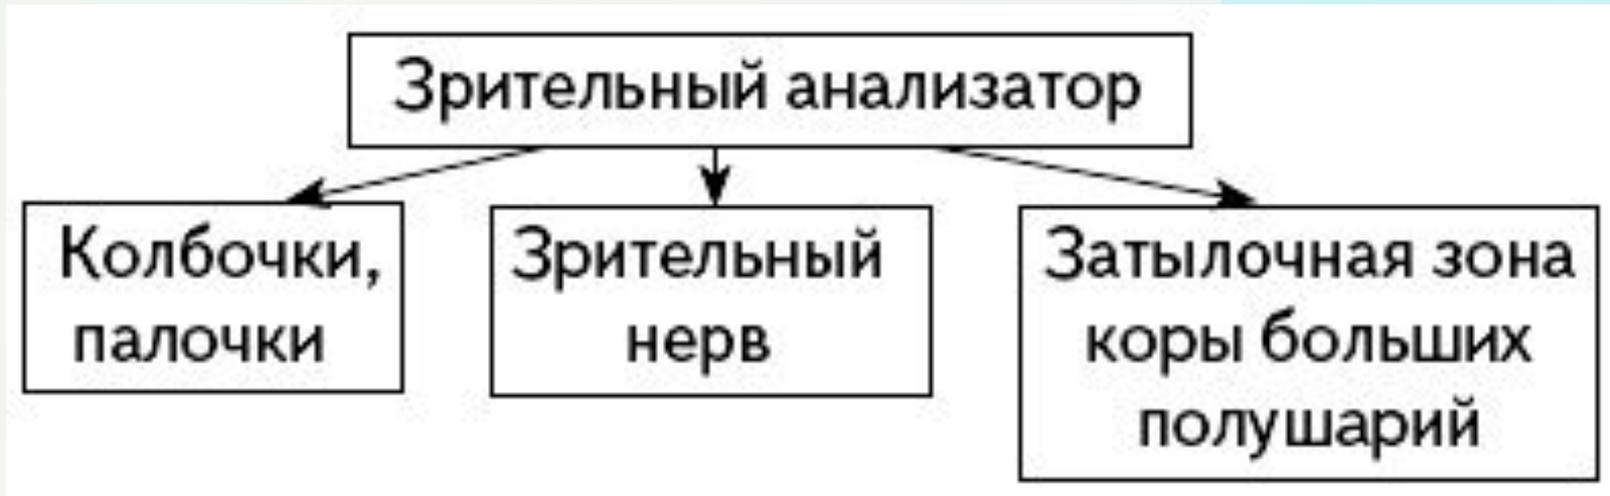 Зрительный анализатор
Колбочки,
палочки
Зрительный
нерв
Затылочная зона
коры больших
полушарий